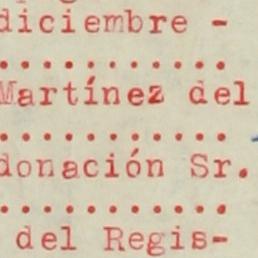 diciembre -
...........
Martínez del
...........
donación Sr.
...........
del Regis-